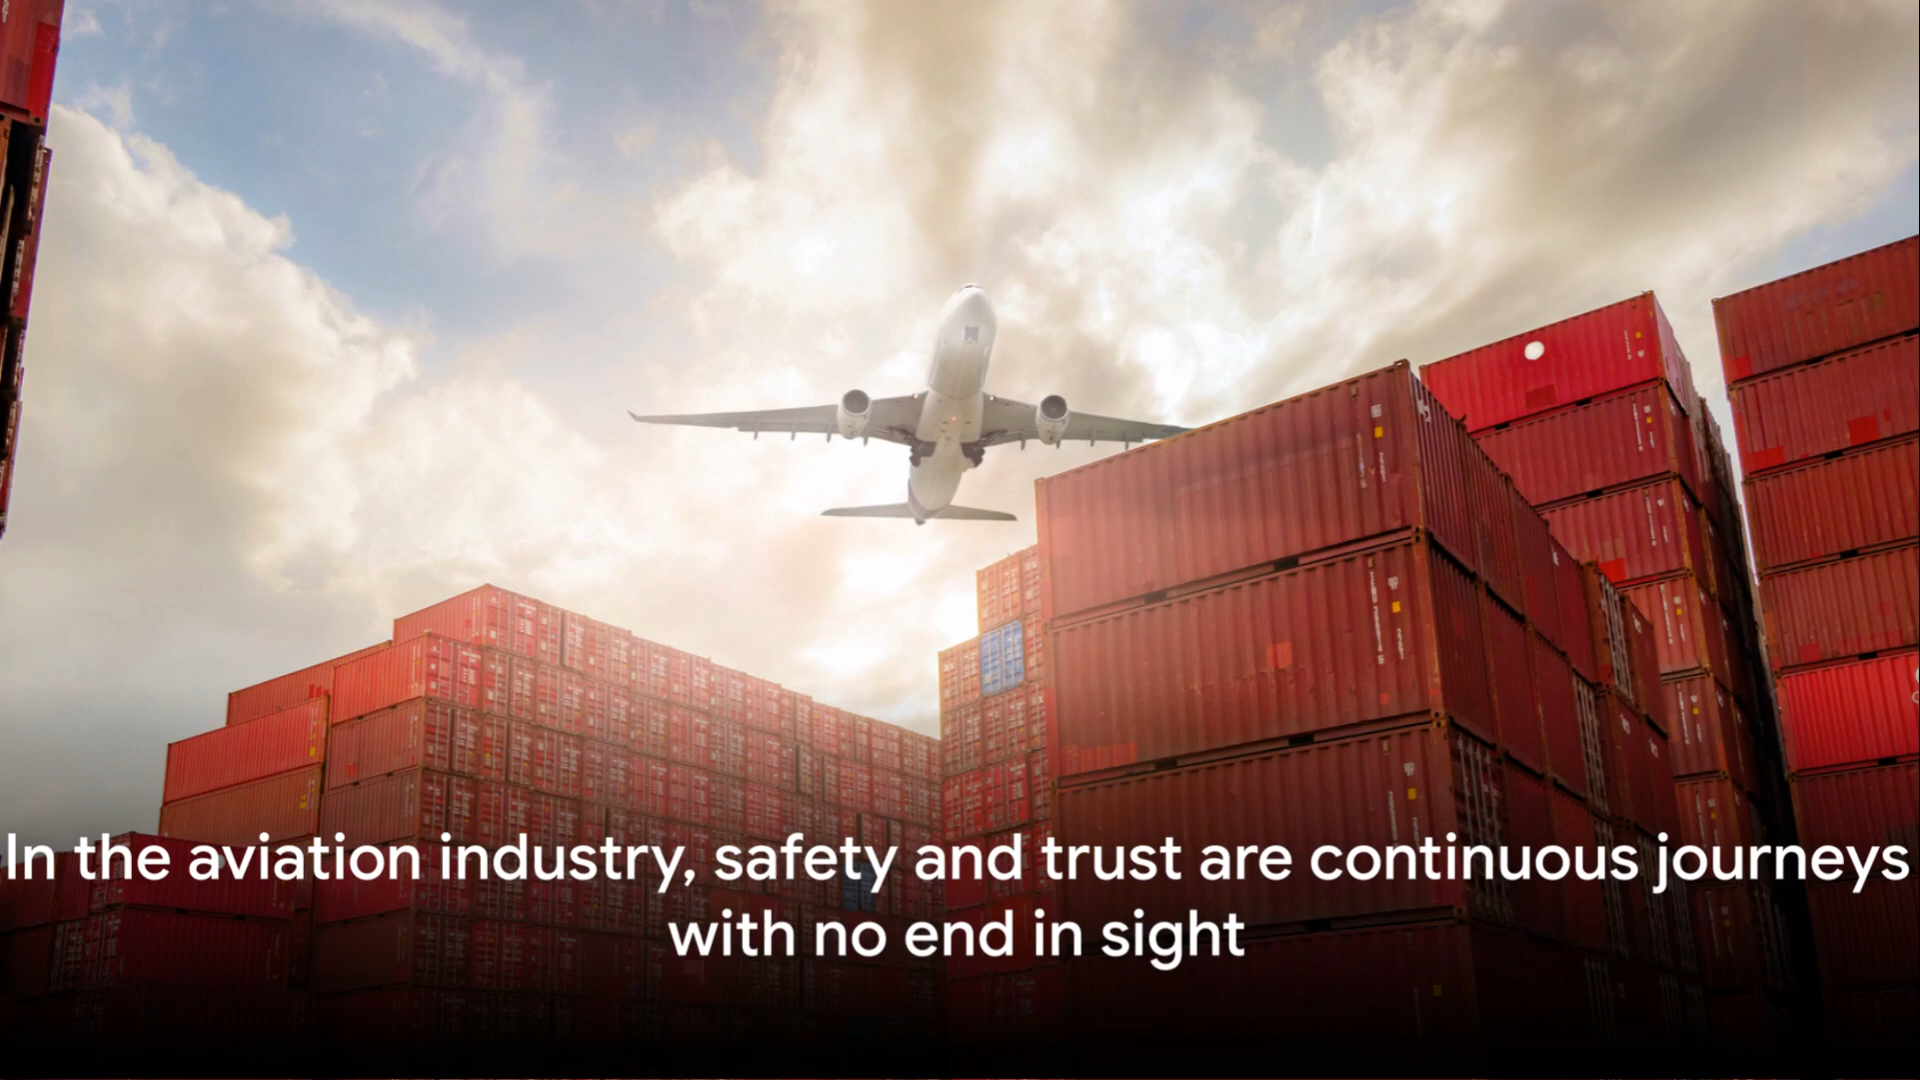 In the aviation industry, safety and trust are continuous journeys
with no end in sight